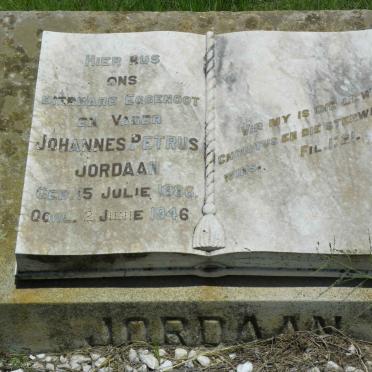 HIER RUS
ONS
DIERBARE EGGENOOT
EN VADER
JOHANNES PETRUS
JORDAAN
GEB. 15 JULIE
OORL. 2 JUNIE 1946
VIR MY IS DIE LEWE
CHRISTUS EN DIE STERWE
WINS.
FIL. 1:21.
JORDAAN